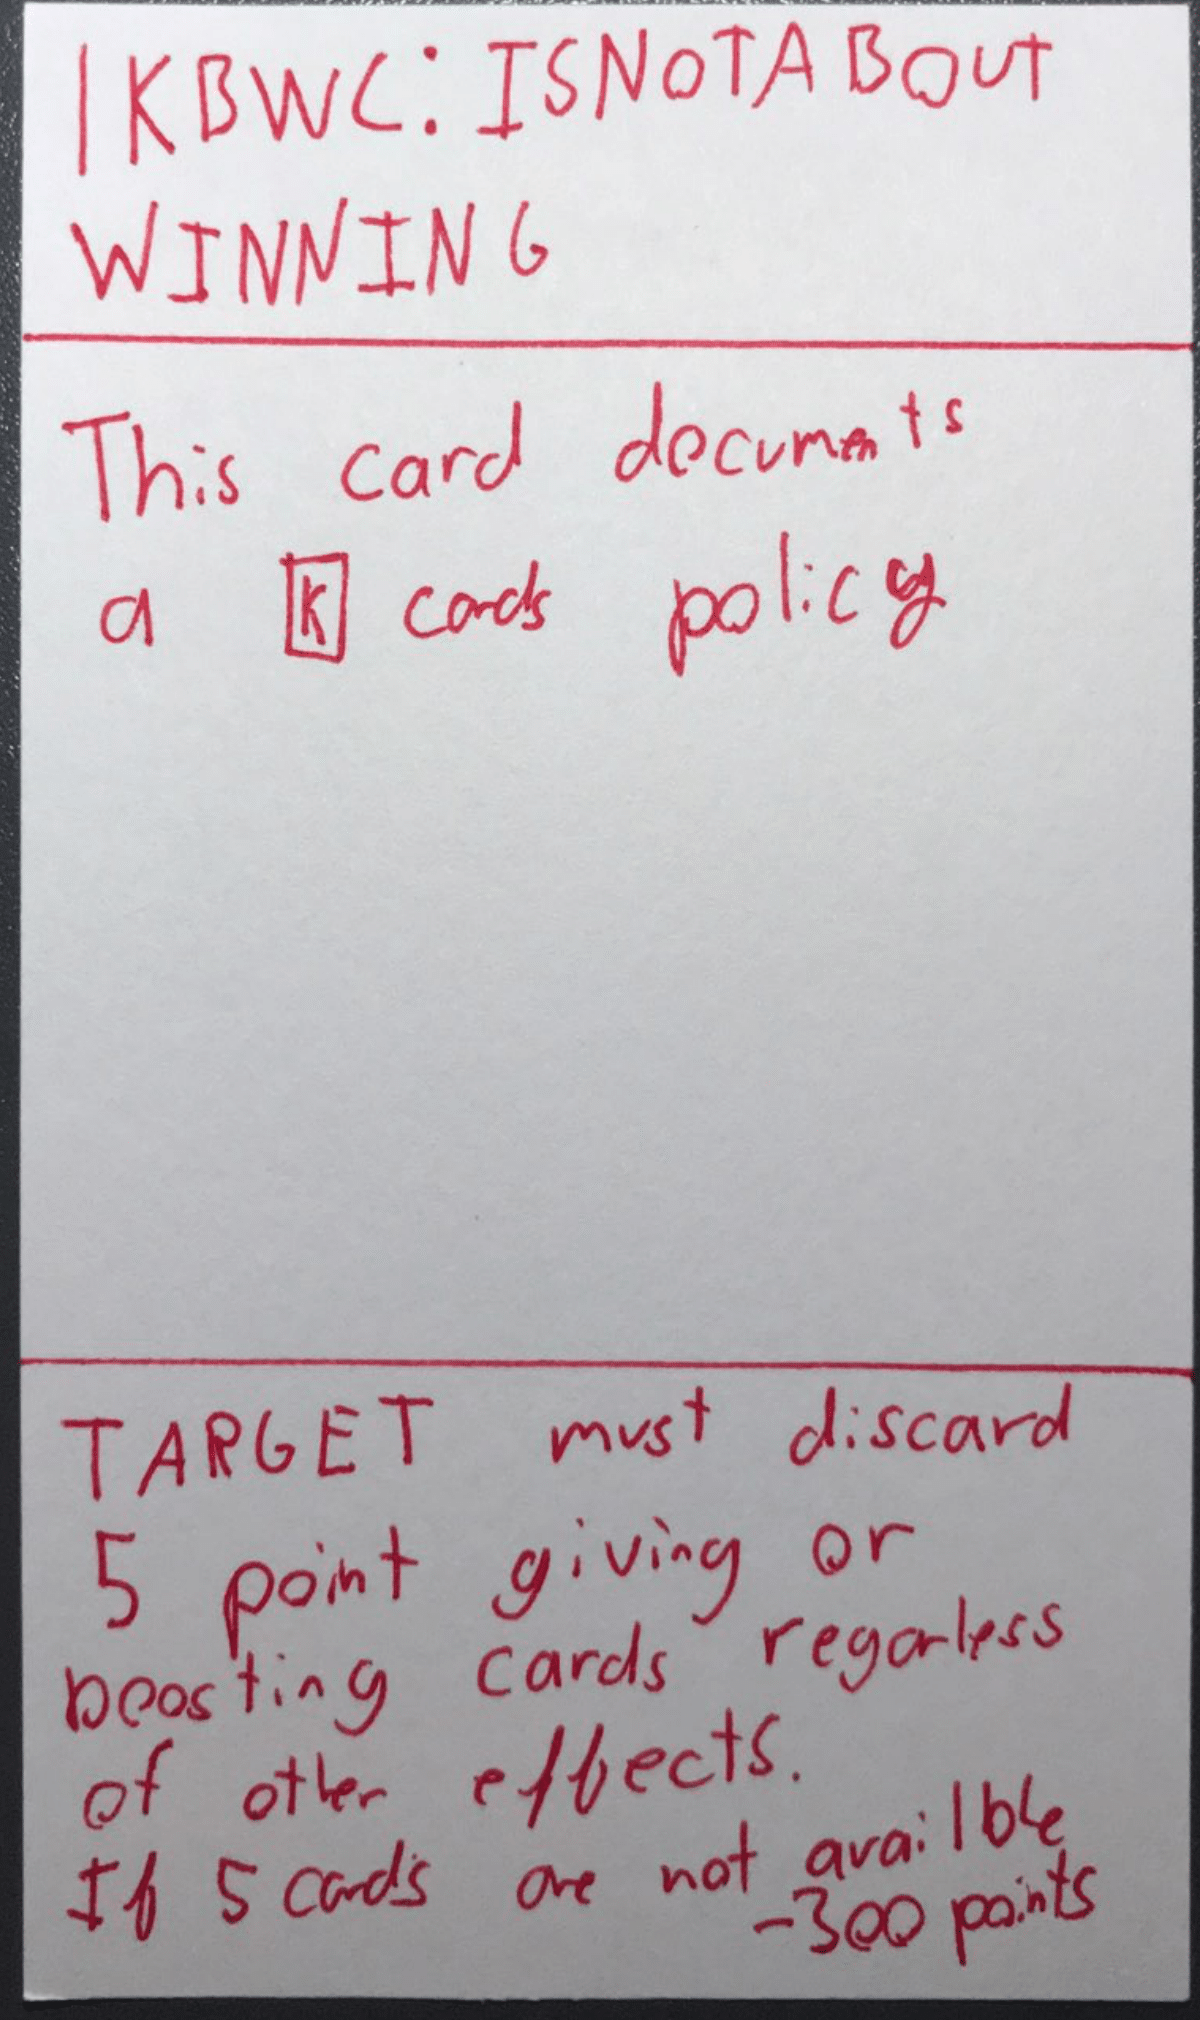 1KBWC: ISNOTABOUT
WINNING
This card documents
a K cards policy
TARGET must discard
5 point giving or
boosting cards regarless
of other effects.
If 5 cards are not availble
-300 points